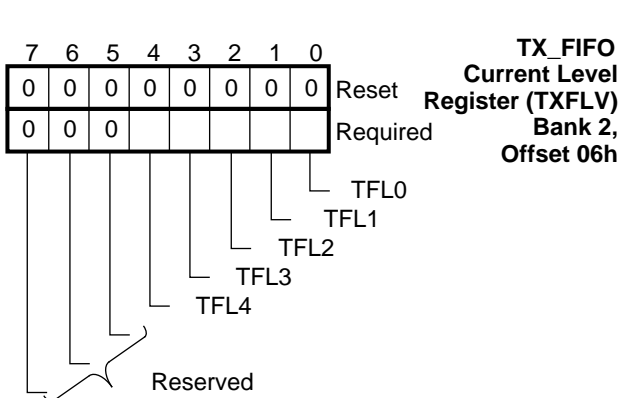 7 6 5 4 3 2 1 0
0 0 0 0 0 0 0 0 Reset
0 0 0 Required
TX_FIFO
Current Level
Register (TXFLV)
Bank 2,
Offset 06h
TFL0
TFL1
TFL2
TFL3
TFL4
Reserved